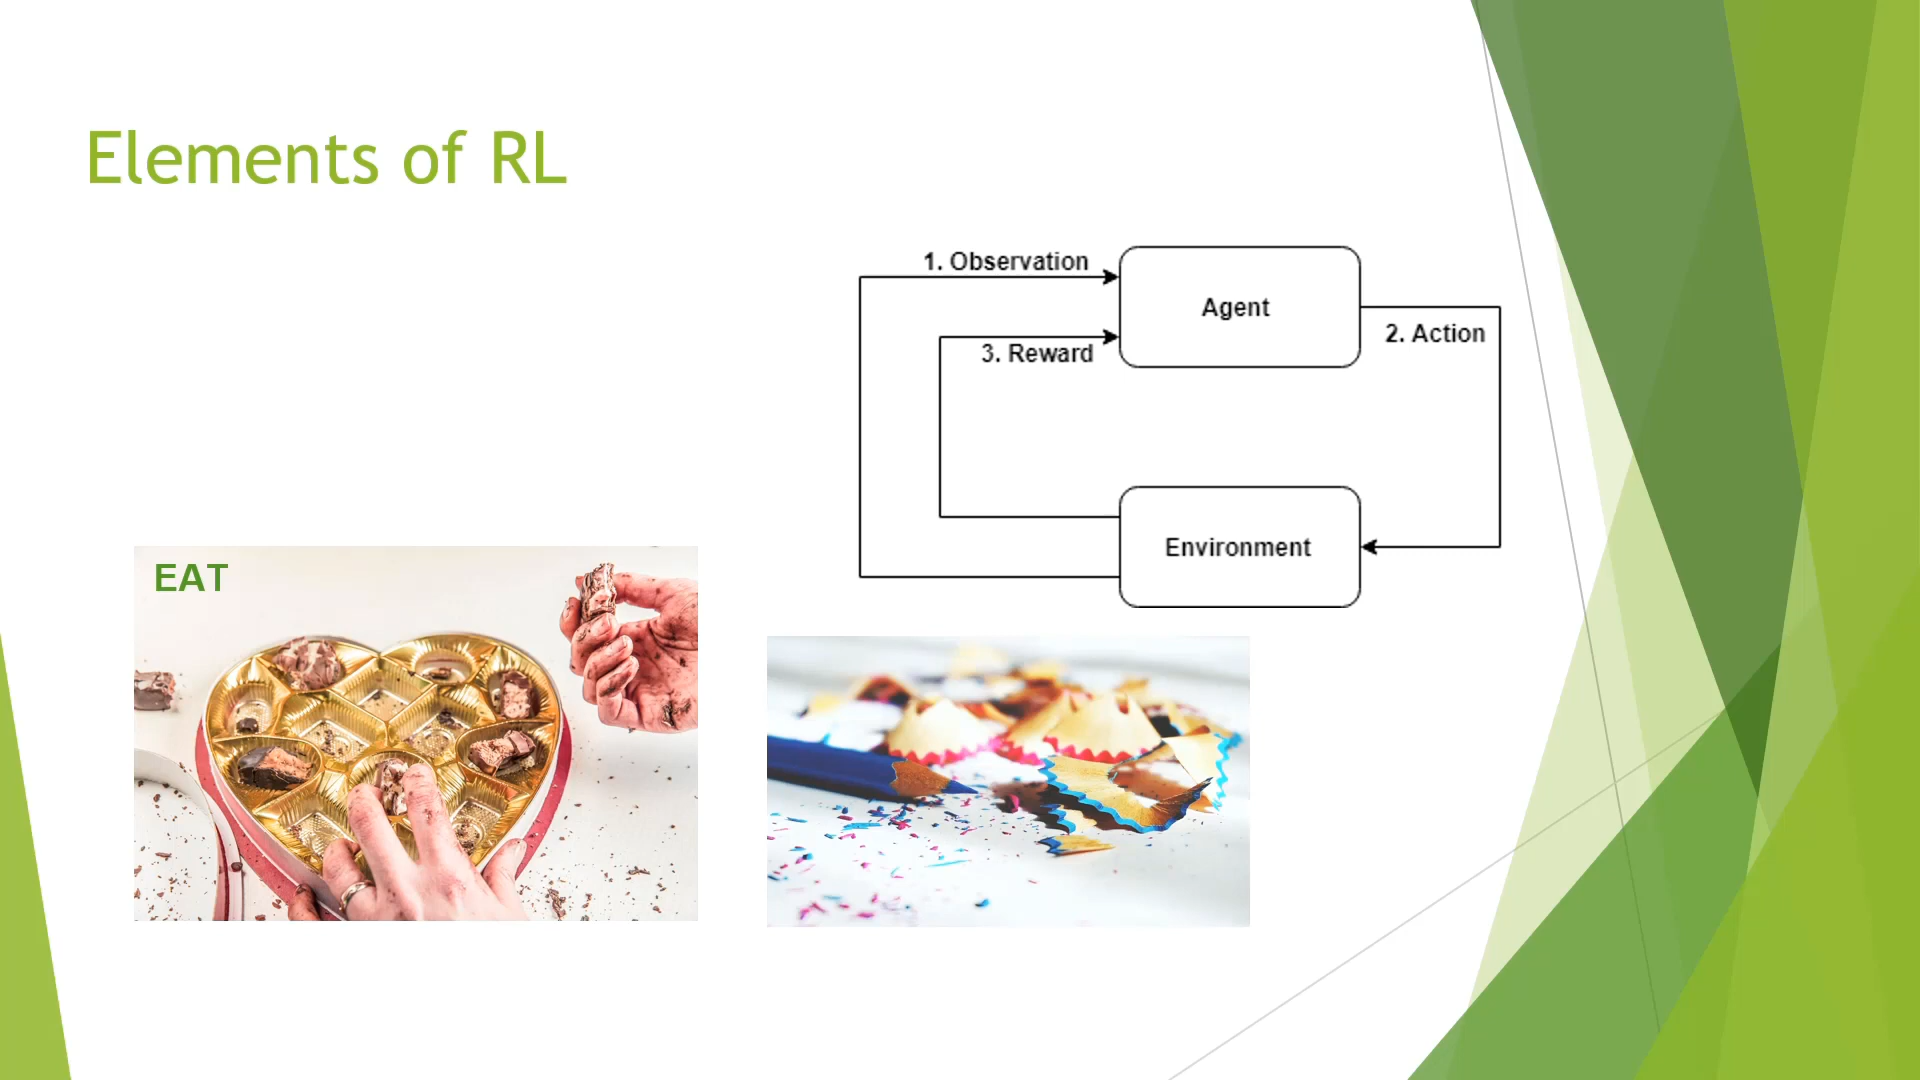 Elements of RL
1. Observation
Agent
2. Action
3. Reward
Environment
EAT